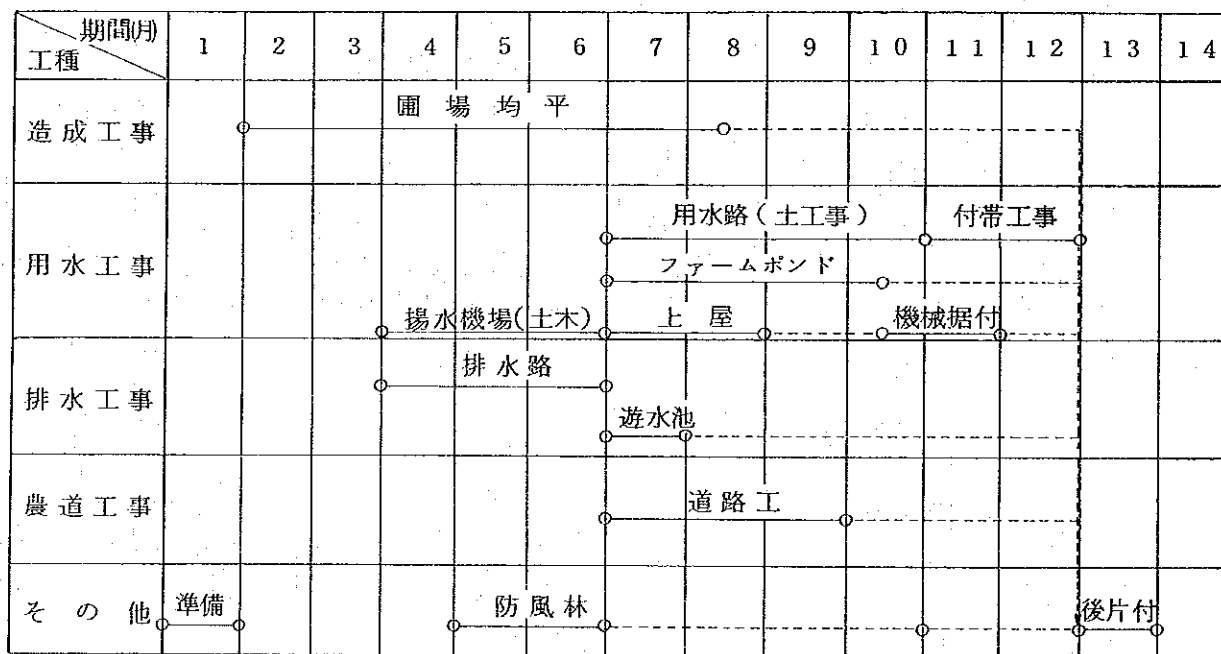 期間(月)
工種
1 2 3 4 5 6 7 8 9 10 11 12 13 14
造成工事
圃場均平
用水工事
用水路(土工事) 付帯工事
ファームポンド
揚水機場(土木) 上屋 機械据付
排水工事
排水路
遊水池
農道工事
道路工
その他
準備 防風林 後片付